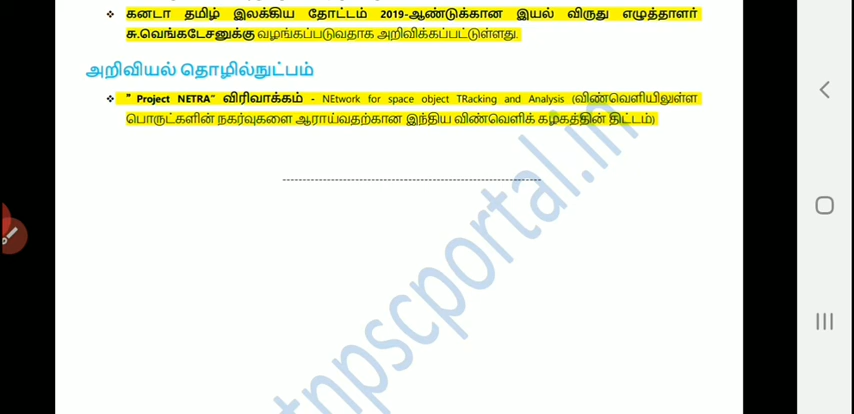 ❖ கனடா தமிழ் இலக்கிய தோட்டம் 2019-ஆண்டுக்கான இயல் விருது எழுத்தாளர்
சு.வெங்கடேசனுக்கு வழங்கப்படுவதாக அறிவிக்கப்பட்டுள்ளது.
அறிவியல் தொழில்நுட்பம்
❖ " Project NETRA" விரிவாக்கம் - NEtwork for space object TRacking and Analysis (விண்வெளியிலுள்ள
பொருட்களின் நகர்வுகளை ஆராய்வதற்கான இந்திய விண்வெளிக் கழகத்தின் திட்டம்)
tnpscportal.in